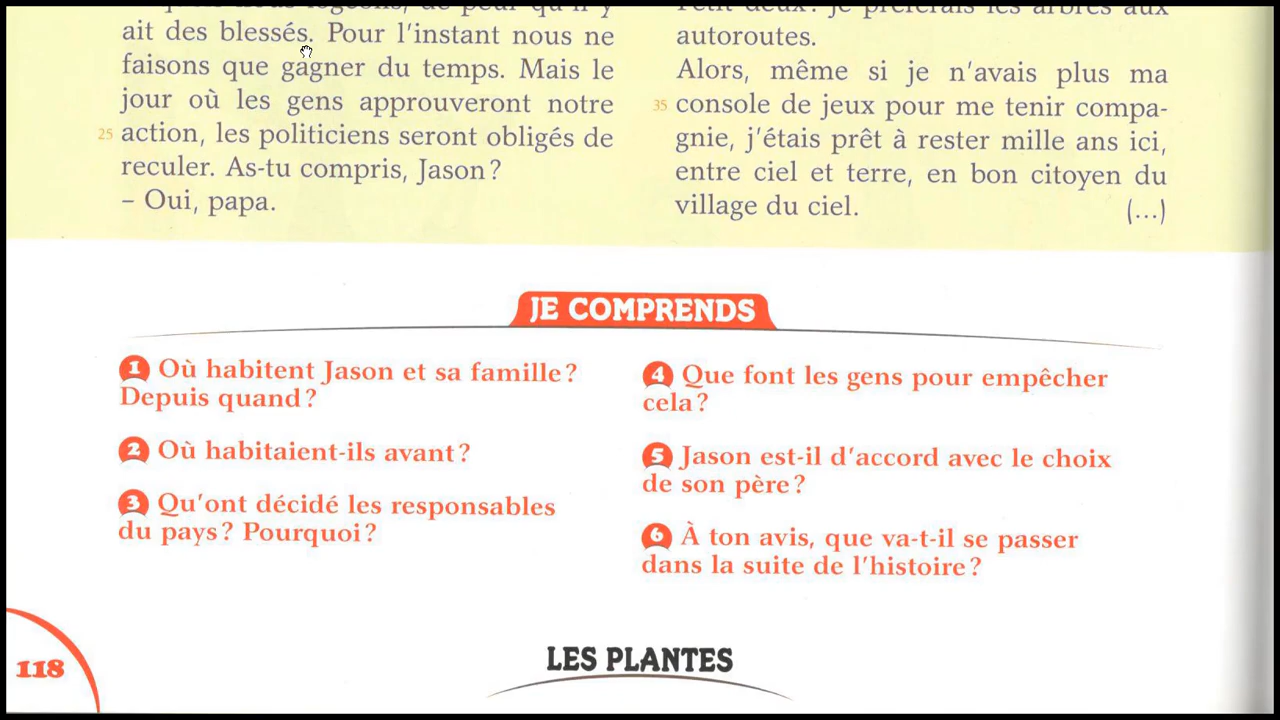 ait des blessés. Pour l'instant nous ne
faisons que gagner du temps. Mais le
jour où les gens approuveront notre
25 action, les politiciens seront obligés de
reculer. As-tu compris, Jason ?
– Oui, papa.
autoroutes.
Alors, même si je n'avais plus ma
35 console de jeux pour me tenir compa-
gnie, j'étais prêt à rester mille ans ici,
entre ciel et terre, en bon citoyen du
village du ciel. (...)
JE COMPRENDS
1 Où habitent Jason et sa famille ?
Depuis quand ?
2 Où habitaient-ils avant ?
3 Qu'ont décidé les responsables
du pays ? Pourquoi ?
4 Que font les gens pour empêcher
cela ?
5 Jason est-il d'accord avec le choix
de son père ?
6 À ton avis, que va-t-il se passer
dans la suite de l'histoire ?
118
LES PLANTES